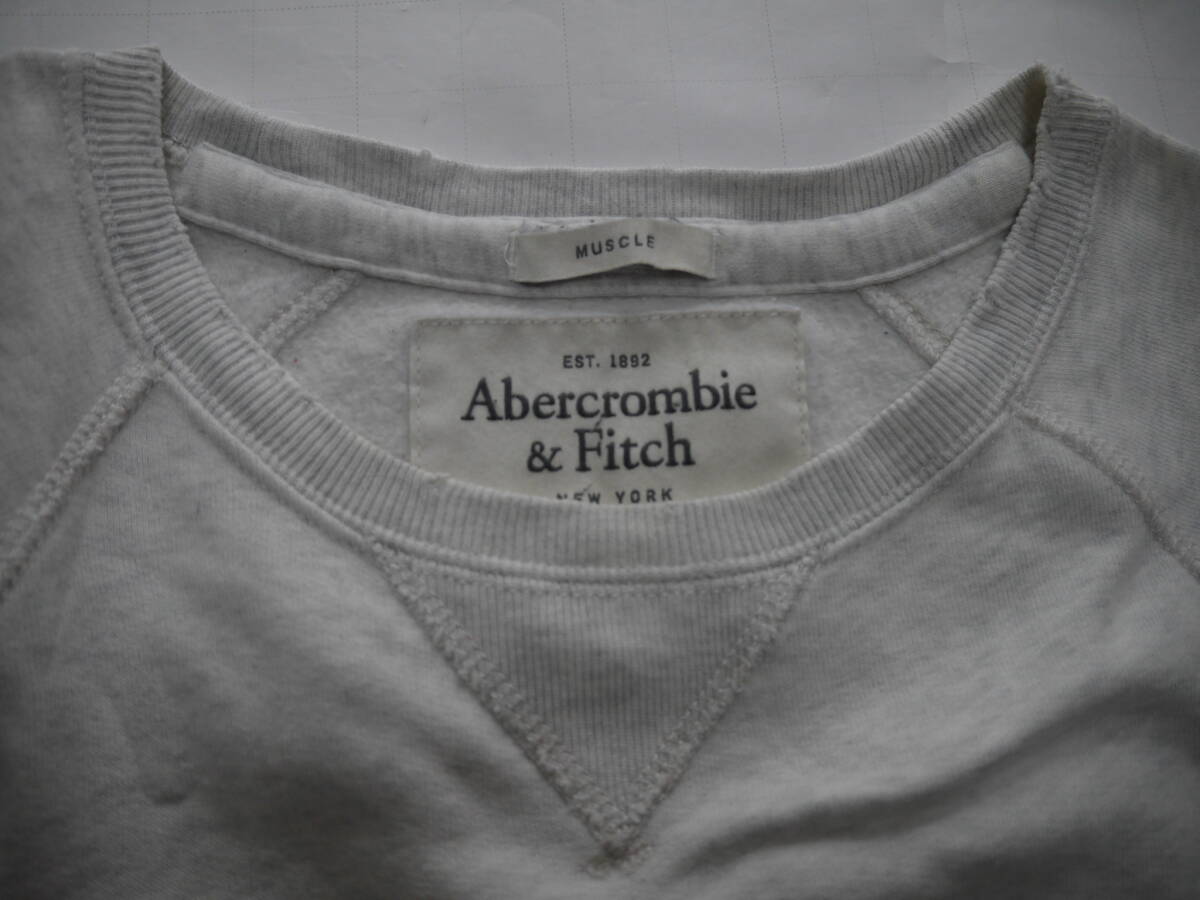 MUSCLE
EST. 1892
Abercrombie
& Fitch
NEW YORK